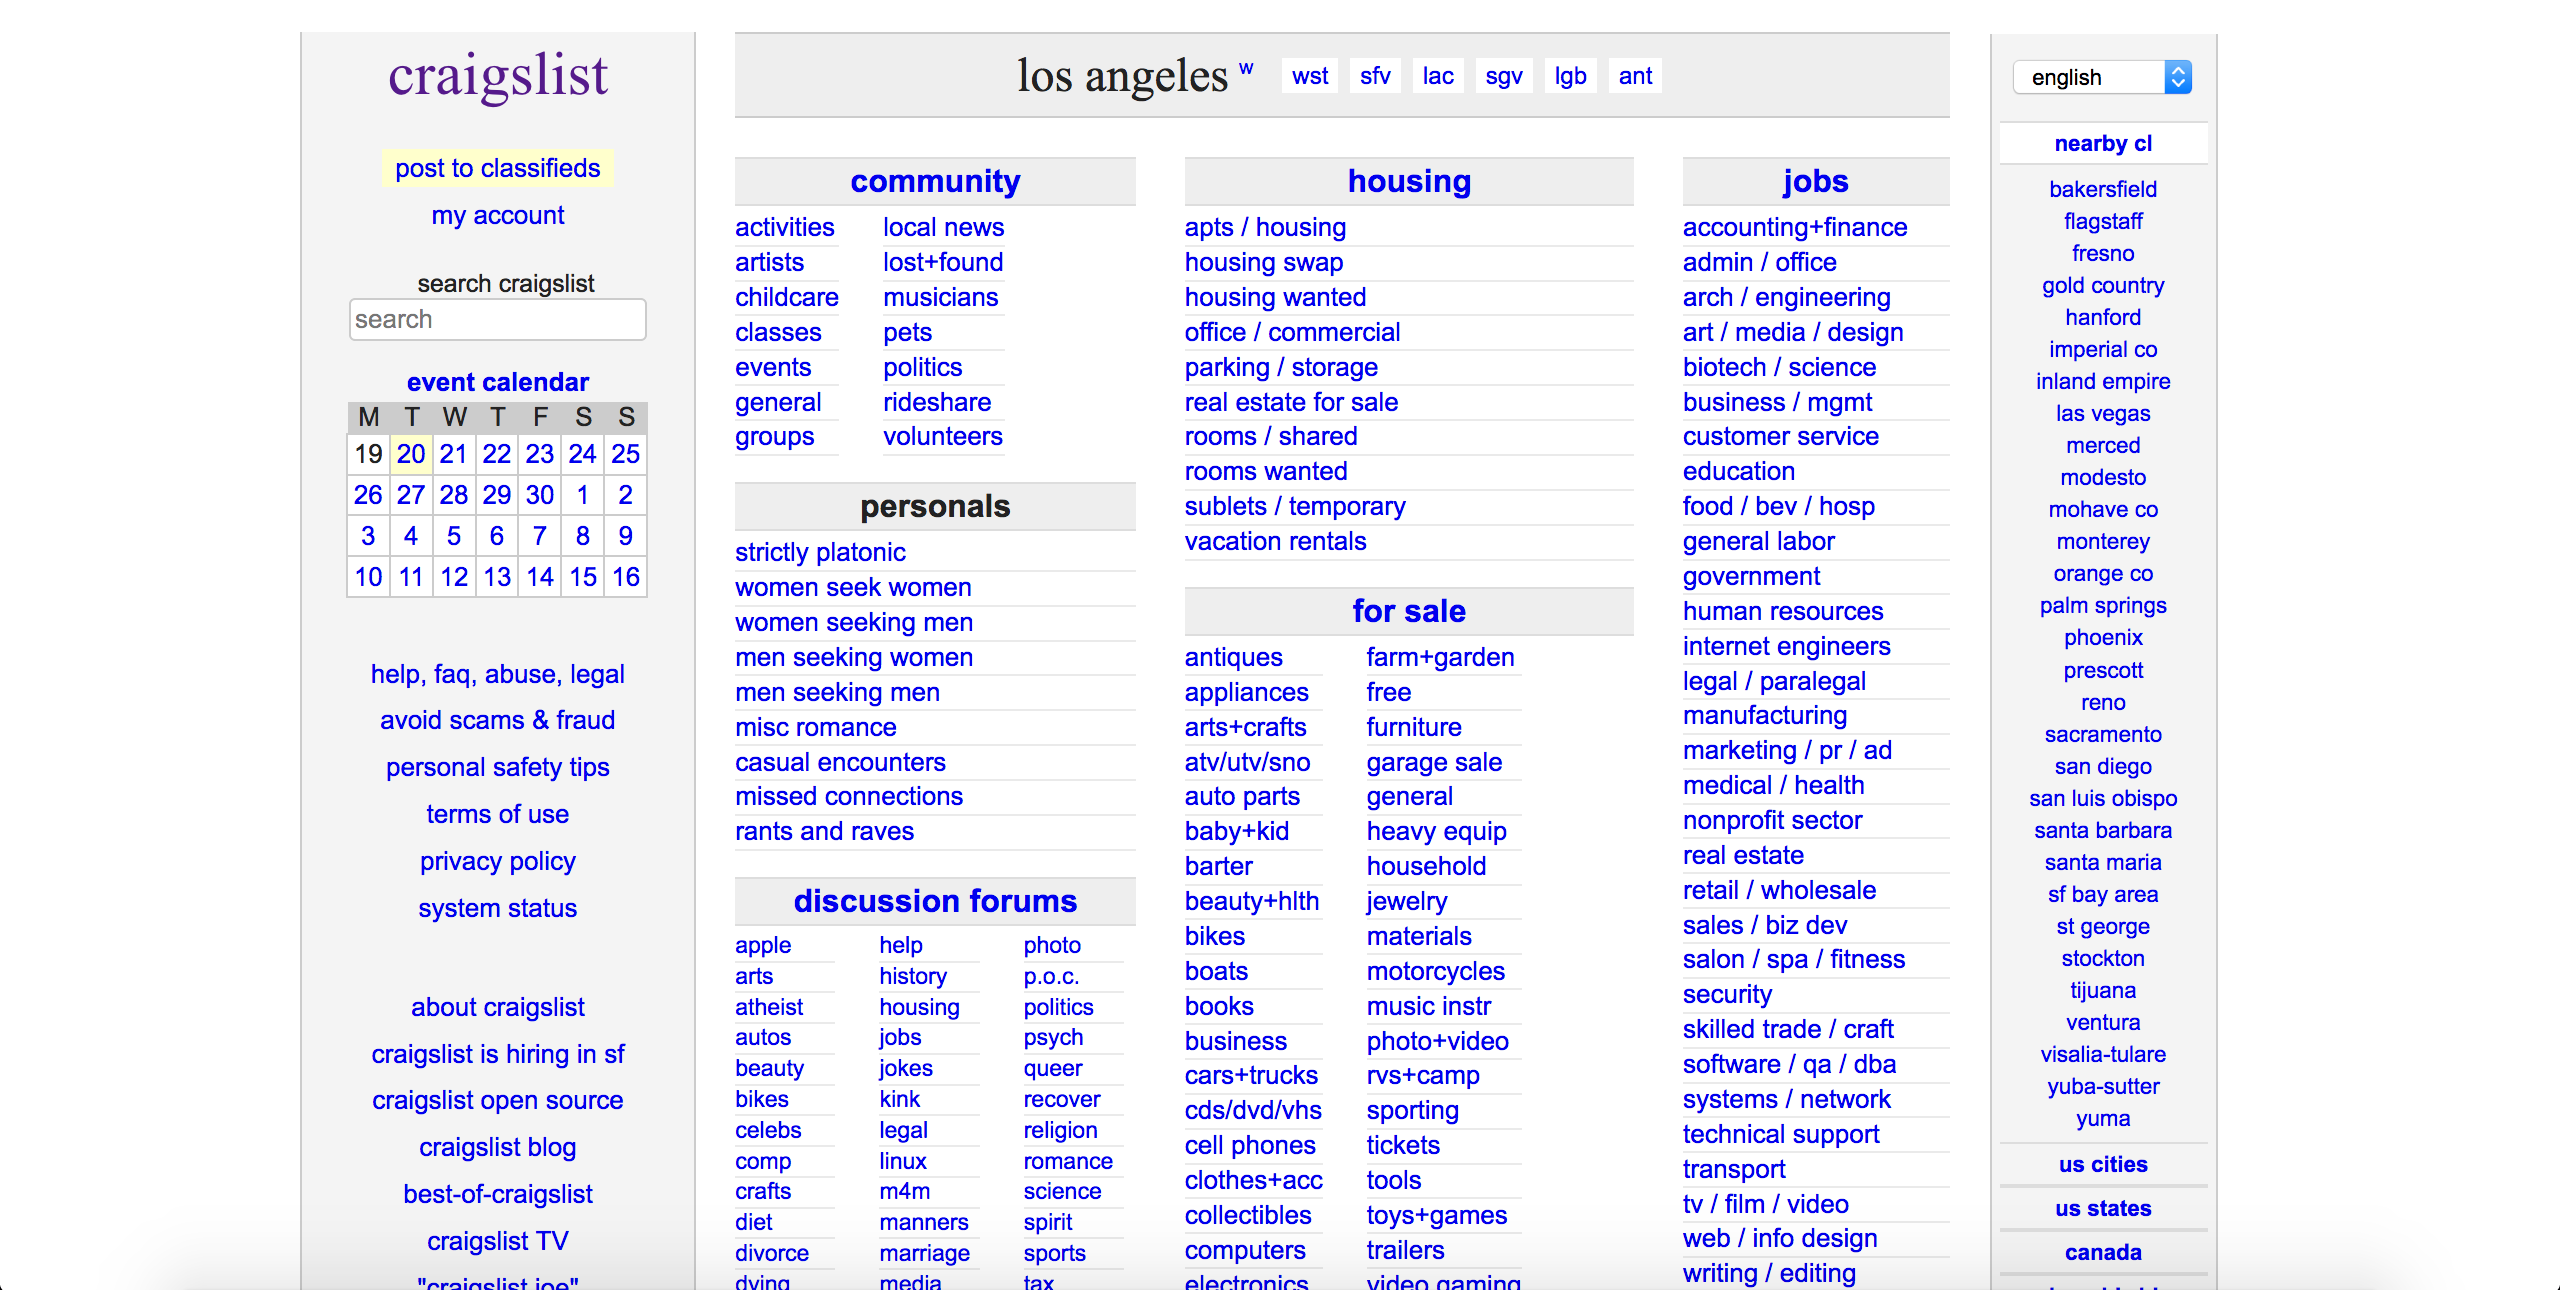 craigslist
post to classifieds
my account
search craigslist
search
event calendar
M T W T F S S
19 20 21 22 23 24 25
26 27 28 29 30 1 2
3 4 5 6 7 8 9
10 11 12 13 14 15 16
help, faq, abuse, legal
avoid scams & fraud
personal safety tips
terms of use
privacy policy
system status
about craigslist
craigslist is hiring in sf
craigslist open source
craigslist blog
best-of-craigslist
craigslist TV
"craigslist joe"
los angeles w wst sfv lac sgv lgb ant
community
activities
artists
childcare
classes
events
general
groups
local news
lost+found
musicians
pets
politics
rideshare
volunteers
personals
strictly platonic
women seek women
women seeking men
men seeking women
men seeking men
misc romance
casual encounters
missed connections
rants and raves
discussion forums
apple
arts
atheist
autos
beauty
bikes
celebs
comp
crafts
diet
divorce
dying
help
history
housing
jobs
jokes
kink
legal
linux
m4m
manners
marriage
media
photo
p.o.c.
politics
psych
queer
recover
religion
romance
science
spirit
sports
tax
housing
apts / housing
housing swap
housing wanted
office / commercial
parking / storage
real estate for sale
rooms / shared
rooms wanted
sublets / temporary
vacation rentals
for sale
antiques
appliances
arts+crafts
atv/utv/sno
auto parts
baby+kid
barter
beauty+hlth
bikes
boats
books
business
cars+trucks
cds/dvd/vhs
cell phones
clothes+acc
collectibles
computers
electronics
farm+garden
free
furniture
garage sale
general
heavy equip
household
jewelry
materials
motorcycles
music instr
photo+video
rvs+camp
sporting
tickets
tools
toys+games
trailers
video gaming
jobs
accounting+finance
admin / office
arch / engineering
art / media / design
biotech / science
business / mgmt
customer service
education
food / bev / hosp
general labor
government
human resources
internet engineers
legal / paralegal
manufacturing
marketing / pr / ad
medical / health
nonprofit sector
real estate
retail / wholesale
sales / biz dev
salon / spa / fitness
security
skilled trade / craft
software / qa / dba
systems / network
technical support
transport
tv / film / video
web / info design
writing / editing
english
nearby cl
bakersfield
flagstaff
fresno
gold country
hanford
imperial co
inland empire
las vegas
merced
modesto
mohave co
monterey
orange co
palm springs
phoenix
prescott
reno
sacramento
san diego
san luis obispo
santa barbara
santa maria
sf bay area
st george
stockton
tijuana
ventura
visalia-tulare
yuba-sutter
yuma
us cities
us states
canada